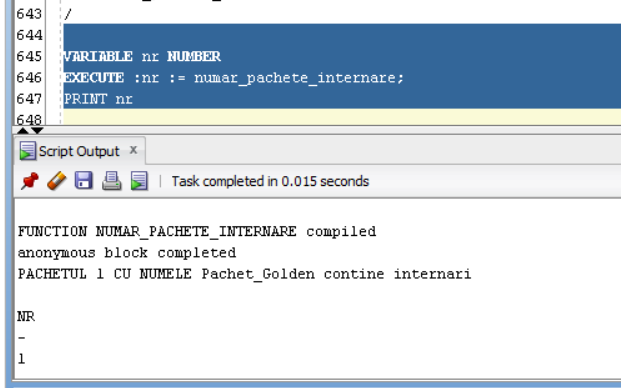 643 /
644
645 VARIABLE nr NUMBER
646 EXECUTE :nr := numar_pachete_internare;
647 PRINT nr
648
Script Output x
Task completed in 0.015 seconds
FUNCTION NUMAR_PACHETE_INTERNARE compiled
anonymous block completed
PACHETUL 1 CU NUMELE Pachet_Golden contine internari
NR
-
1